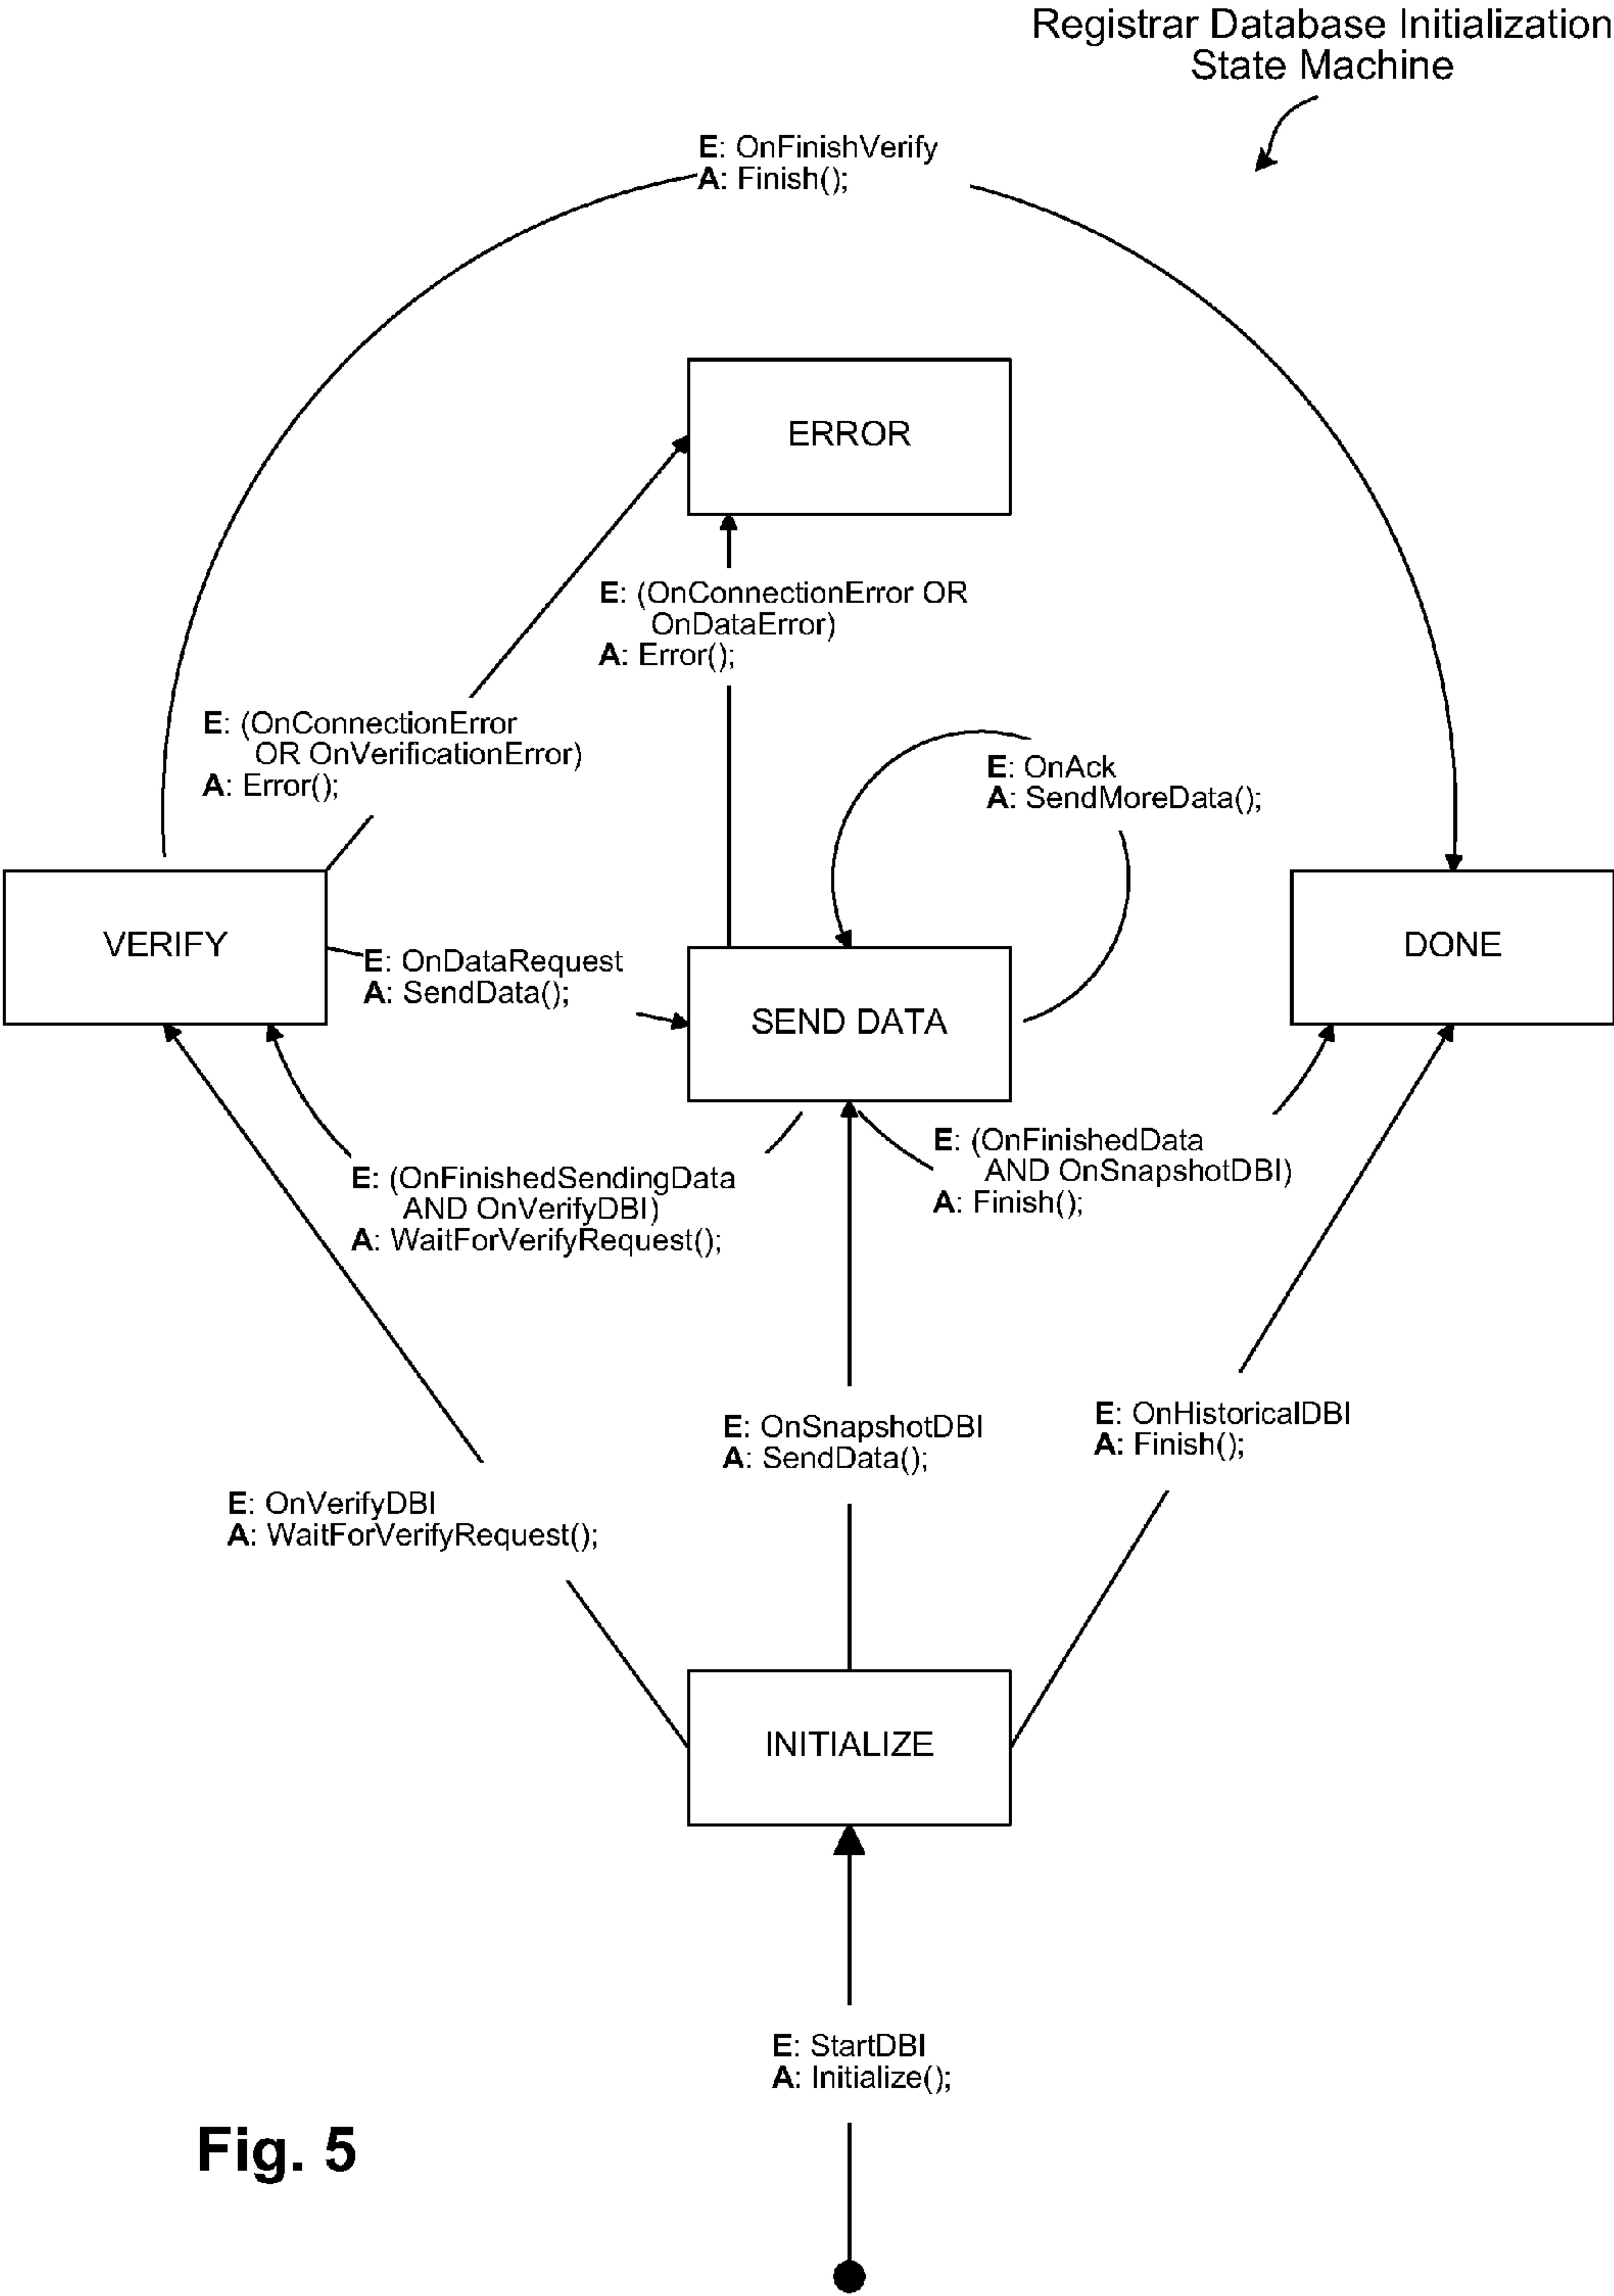 Registrar Database Initialization
State Machine
E: OnFinishVerify
A: Finish();
ERROR
E: (OnConnectionError OR
OnDataError)
A: Error();
E: (OnConnectionError
OR OnVerificationError)
A: Error();
E: OnAck
A: SendMoreData();
VERIFY
DONE
E: OnDataRequest
A: SendData();
SEND DATA
E: (OnFinishedData
AND OnSnapshotDBI)
A: Finish();
E: (OnFinishedSendingData
AND OnVerifyDBI)
A: WaitForVerifyRequest();
E: OnSnapshotDBI
A: SendData();
E: OnHistoricalDBI
A: Finish();
E: OnVerifyDBI
A: WaitForVerifyRequest();
INITIALIZE
E: StartDBI
A: Initialize();
Fig. 5